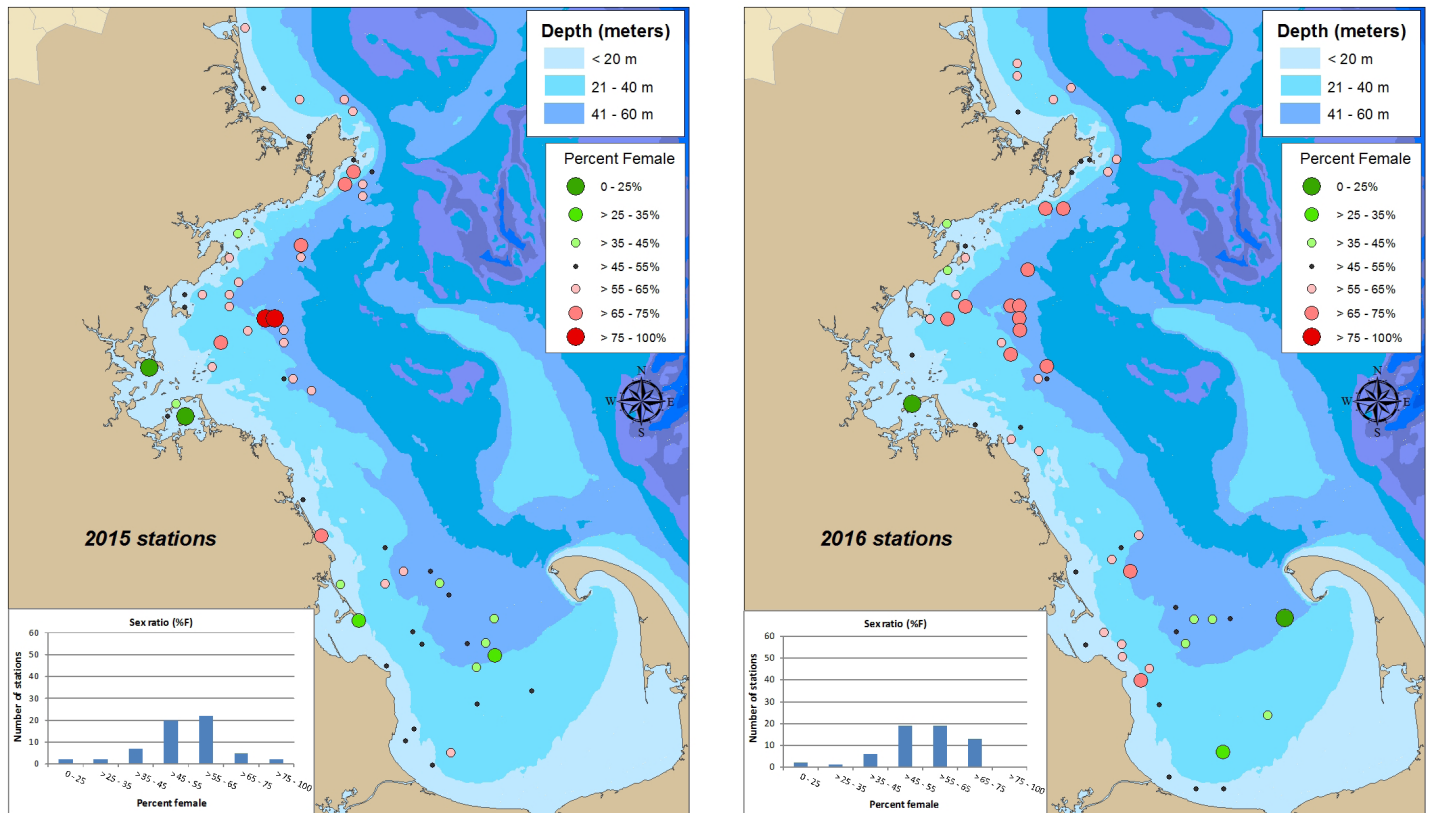 Depth (meters)
< 20 m
21 - 40 m
41 - 60 m
Percent Female
0 - 25%
> 25 - 35%
> 35 - 45%
> 45 - 55%
> 55 - 65%
> 65 - 75%
> 75 - 100%
N
W E
S
2015 stations
Sex ratio (%F)
Number of stations
60
50
40
30
20
10
0
0 - 25
> 25 - 35
> 35 - 45
> 45 - 55
> 55 - 65
> 65 - 75
> 75 - 100
Percent female
Depth (meters)
< 20 m
21 - 40 m
41 - 60 m
Percent Female
0 - 25%
> 25 - 35%
> 35 - 45%
> 45 - 55%
> 55 - 65%
> 65 - 75%
> 75 - 100%
N
W E
S
2016 stations
Sex ratio (%F)
Number of stations
60
50
40
30
20
10
0
0 - 25
> 25 - 35
> 35 - 45
> 45 - 55
> 55 - 65
> 65 - 75
> 75 - 100
Percent female